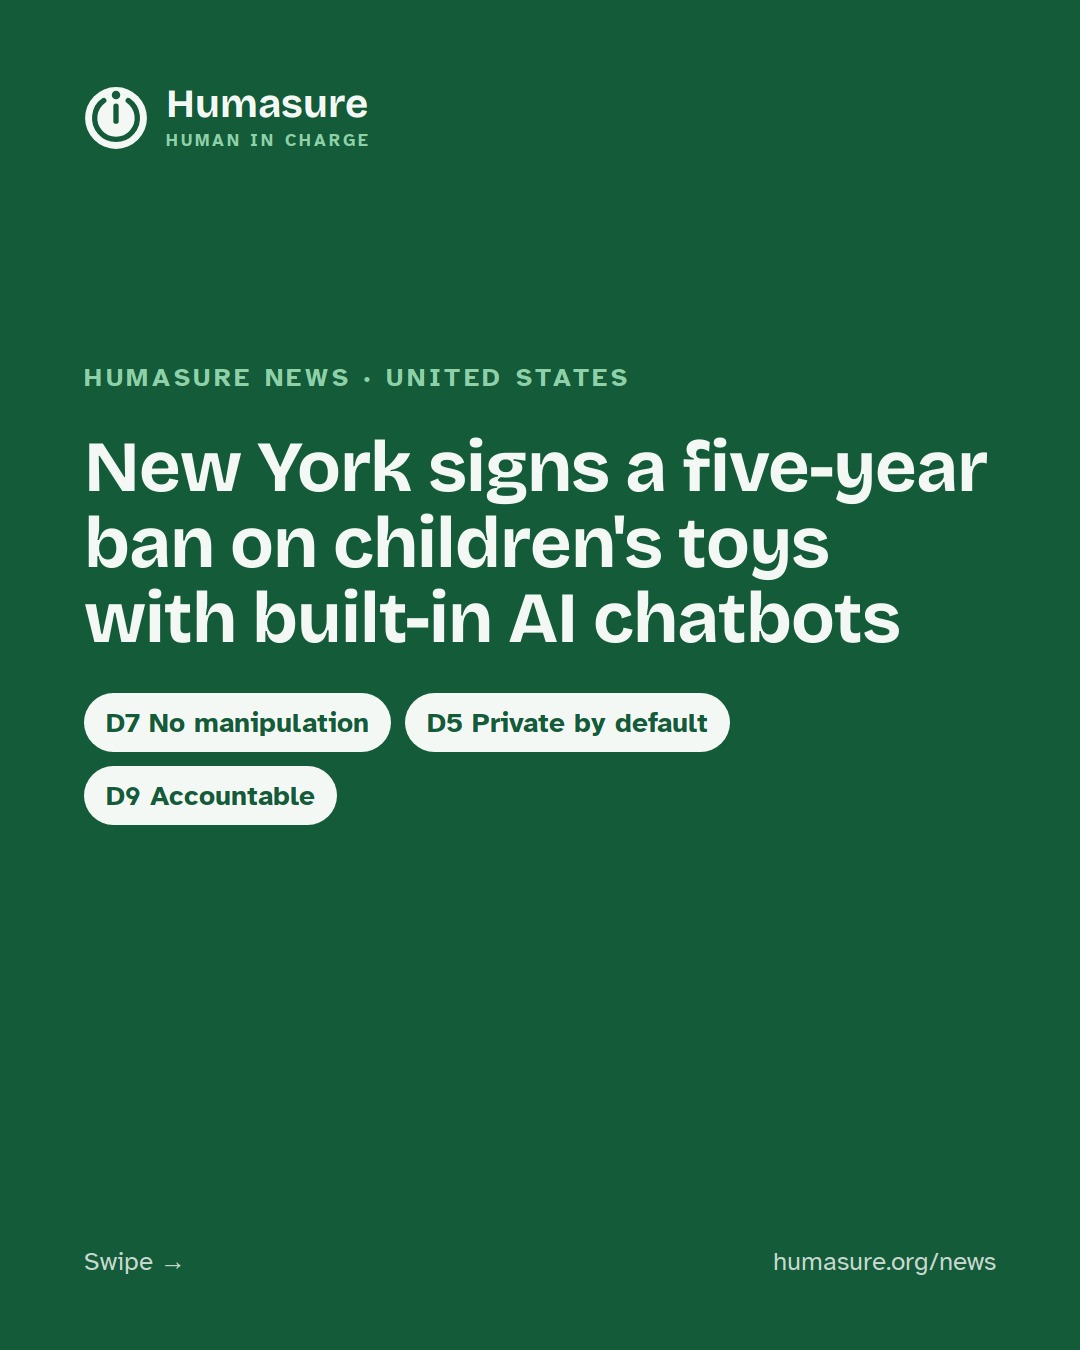 Humasure
HUMAN IN CHARGE
HUMASURE NEWS · UNITED STATES
New York signs a five-year
ban on children's toys
with built-in AI chatbots
D7 No manipulation
D5 Private by default
D9 Accountable
Swipe →
humasure.org/news